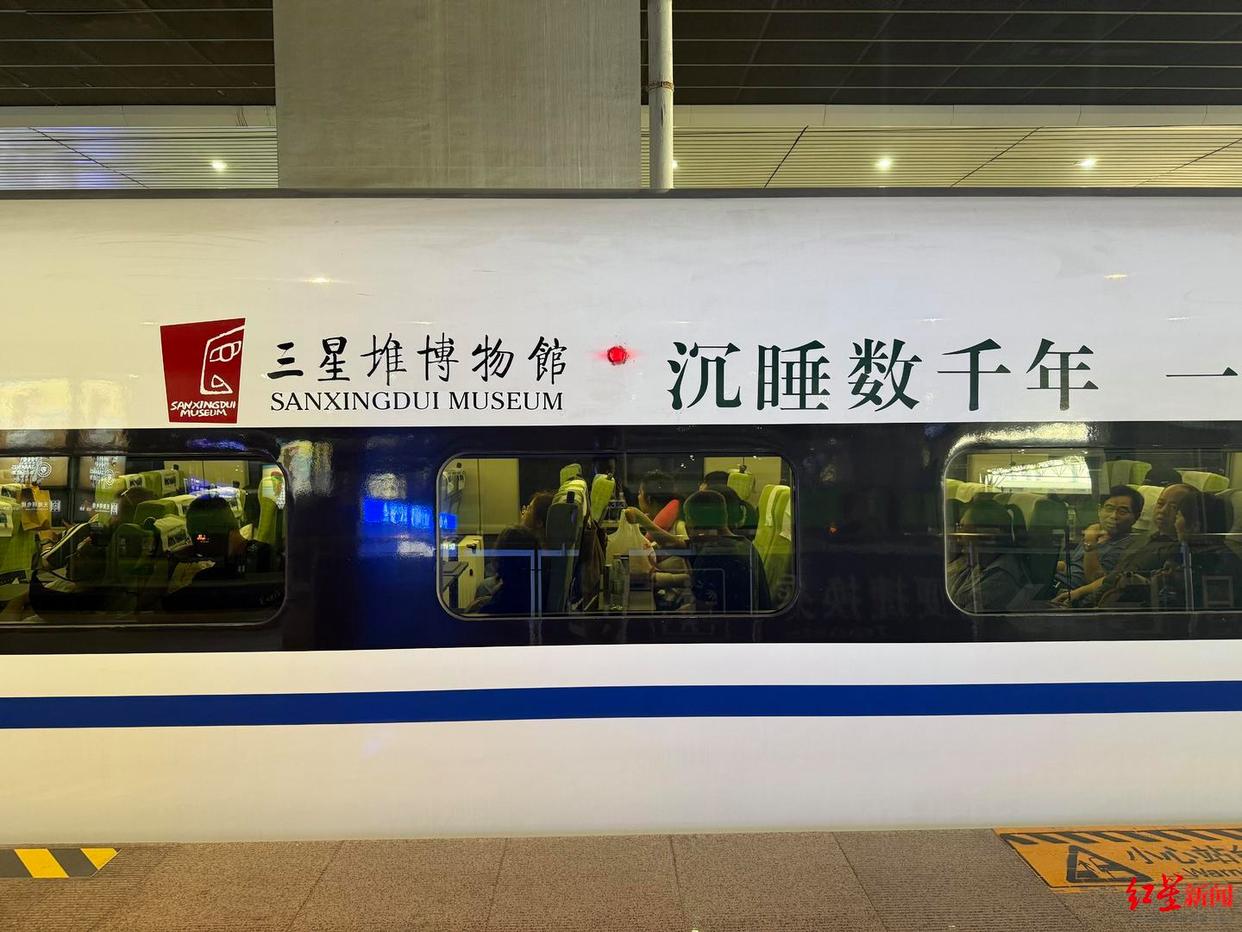 SANXINGDUI
MUSEUM
三星堆博物館
SANXINGDUI MUSEUM
沉睡数千年 一
小心站台
Warn
红星新闻